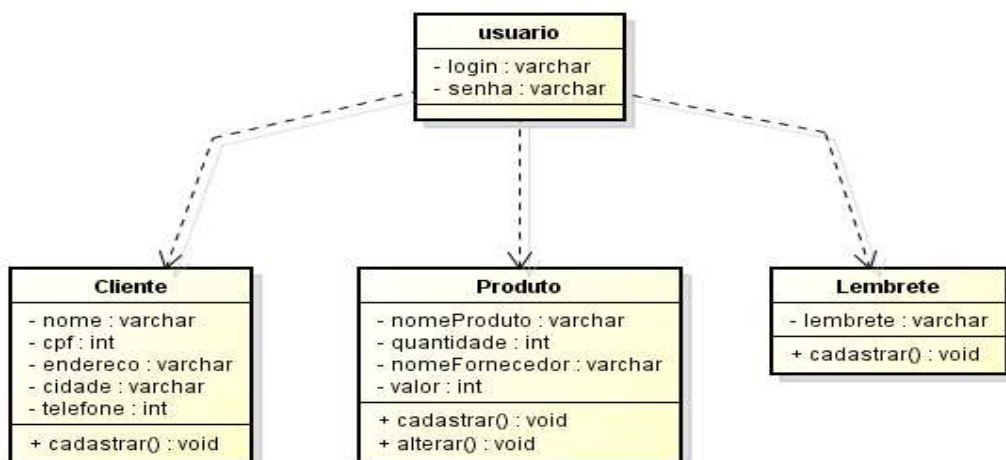 usuario
- login : varchar
- senha : varchar
Cliente
- nome : varchar
- cpf : int
- endereco : varchar
- cidade : varchar
- telefone : int
+ cadastrar() : void
Produto
- nomeProduto : varchar
- quantidade : int
- nomeFornecedor : varchar
- valor : int
+ cadastrar() : void
+ alterar() : void
Lembrete
- lembrete : varchar
+ cadastrar() : void